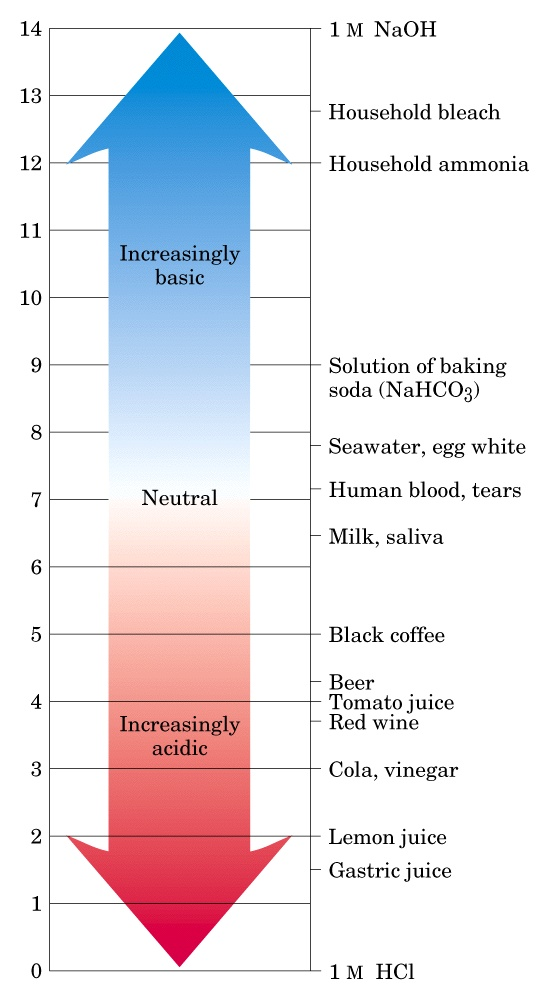 14
1 M NaOH
13
Household bleach
12
Household ammonia
11
Increasingly
basic
10
9
Solution of baking
soda (NaHCO3)
8
Seawater, egg white
7
Neutral
Human blood, tears
Milk, saliva
6
5
Black coffee
Beer
4
Tomato juice
Red wine
Increasingly
acidic
3
Cola, vinegar
2
Lemon juice
Gastric juice
1
0
1 M HCl